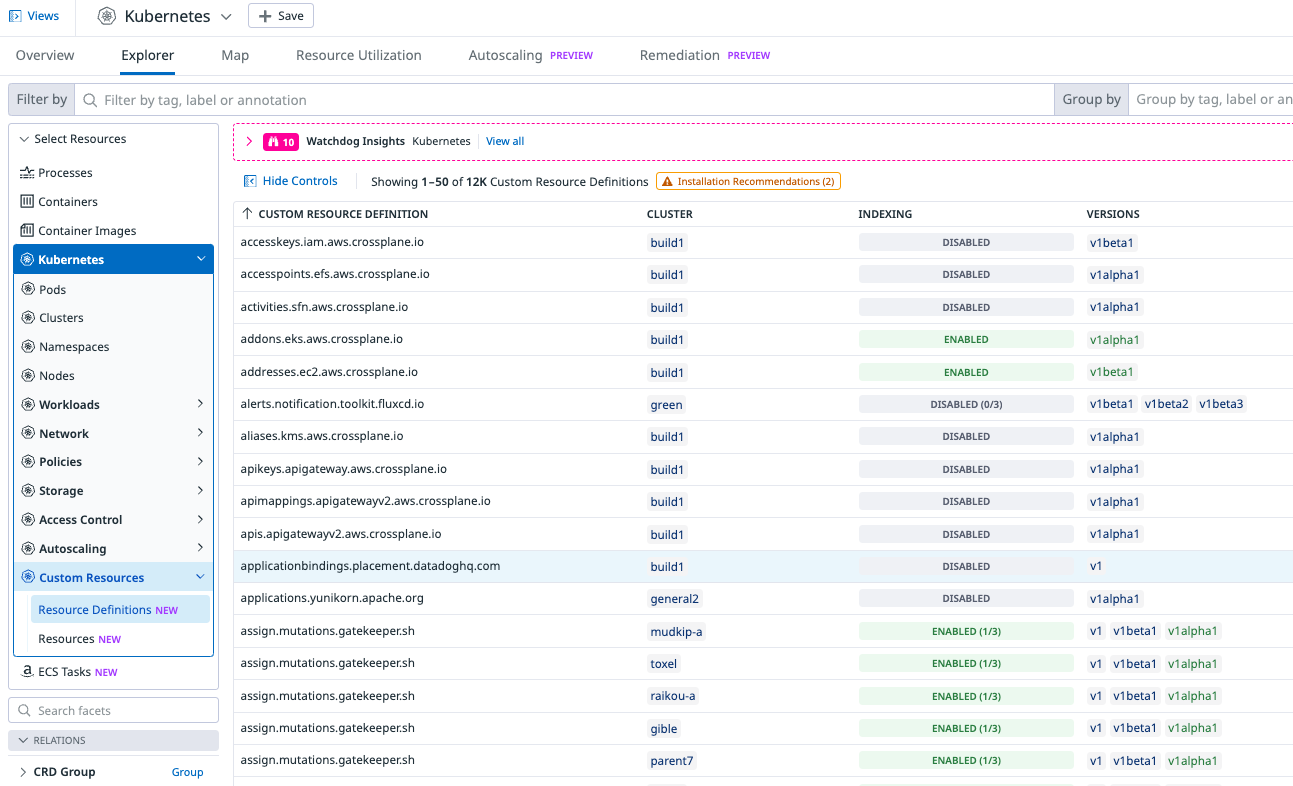 Views Kubernetes Save
Overview Explorer Map Resource Utilization Autoscaling PREVIEW Remediation PREVIEW
Filter by Filter by tag, label or annotation Group by Group by tag, label or an
Select Resources
Processes
Containers
Container Images
Kubernetes
Pods
Clusters
Namespaces
Nodes
Workloads
Network
Policies
Storage
Access Control
Autoscaling
Custom Resources
Resource Definitions NEW
Resources NEW
ECS Tasks NEW
Search facets
RELATIONS
CRD Group Group
10 Watchdog Insights Kubernetes View all
Hide Controls Showing 1–50 of 12K Custom Resource Definitions Installation Recommendations (2)
CUSTOM RESOURCE DEFINITION CLUSTER INDEXING VERSIONS
accesskeys.iam.aws.crossplane.io build1 DISABLED v1beta1
accesspoints.efs.aws.crossplane.io build1 DISABLED v1alpha1
activities.sfn.aws.crossplane.io build1 DISABLED v1alpha1
addons.eks.aws.crossplane.io build1 ENABLED v1alpha1
addresses.ec2.aws.crossplane.io build1 ENABLED v1beta1
alerts.notification.toolkit.fluxcd.io green DISABLED (0/3) v1beta1 v1beta2 v1beta3
aliases.kms.aws.crossplane.io build1 DISABLED v1alpha1
apikeys.apigateway.aws.crossplane.io build1 DISABLED v1alpha1
apimappings.apigatewayv2.aws.crossplane.io build1 DISABLED v1alpha1
apis.apigatewayv2.aws.crossplane.io build1 DISABLED v1alpha1
applicationbindings.placement.datadoghq.com build1 DISABLED v1
applications.yunikorn.apache.org general2 DISABLED v1alpha1
assign.mutations.gatekeeper.sh mudkip-a ENABLED (1/3) v1 v1beta1 v1alpha1
assign.mutations.gatekeeper.sh toxel ENABLED (1/3) v1 v1beta1 v1alpha1
assign.mutations.gatekeeper.sh raikou-a ENABLED (1/3) v1 v1beta1 v1alpha1
assign.mutations.gatekeeper.sh gible ENABLED (1/3) v1 v1beta1 v1alpha1
assign.mutations.gatekeeper.sh parent7 ENABLED (1/3) v1 v1beta1 v1alpha1